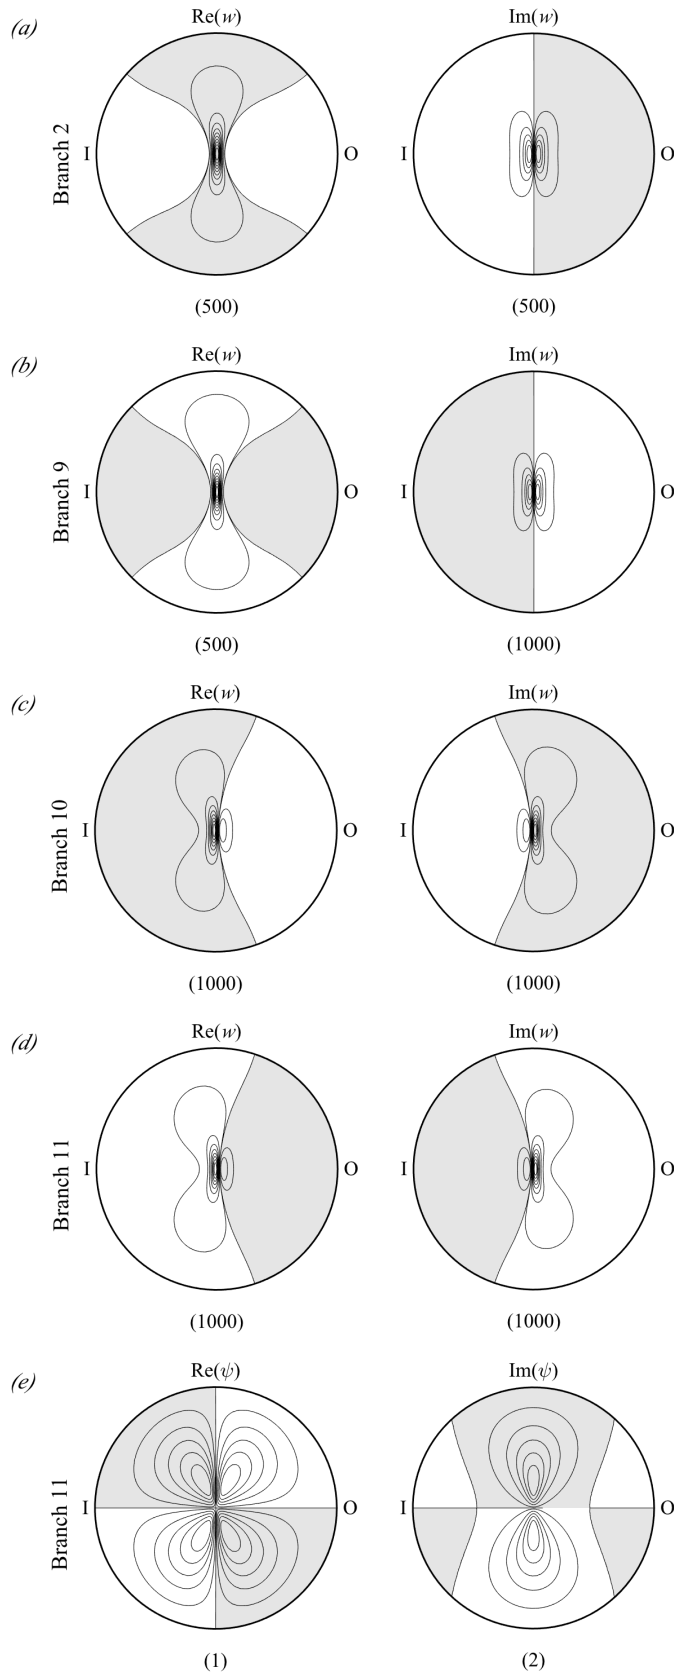 (a)
Re(w) Im(w)
Branch 2
I O I O
(500) (500)
(b)
Re(w) Im(w)
Branch 9
I O I O
(500) (1000)
(c)
Re(w) Im(w)
Branch 10
I O I O
(1000) (1000)
(d)
Re(w) Im(w)
Branch 11
I O I O
(1000) (1000)
(e)
Re(ψ) Im(ψ)
Branch 11
I O I O
(1) (2)